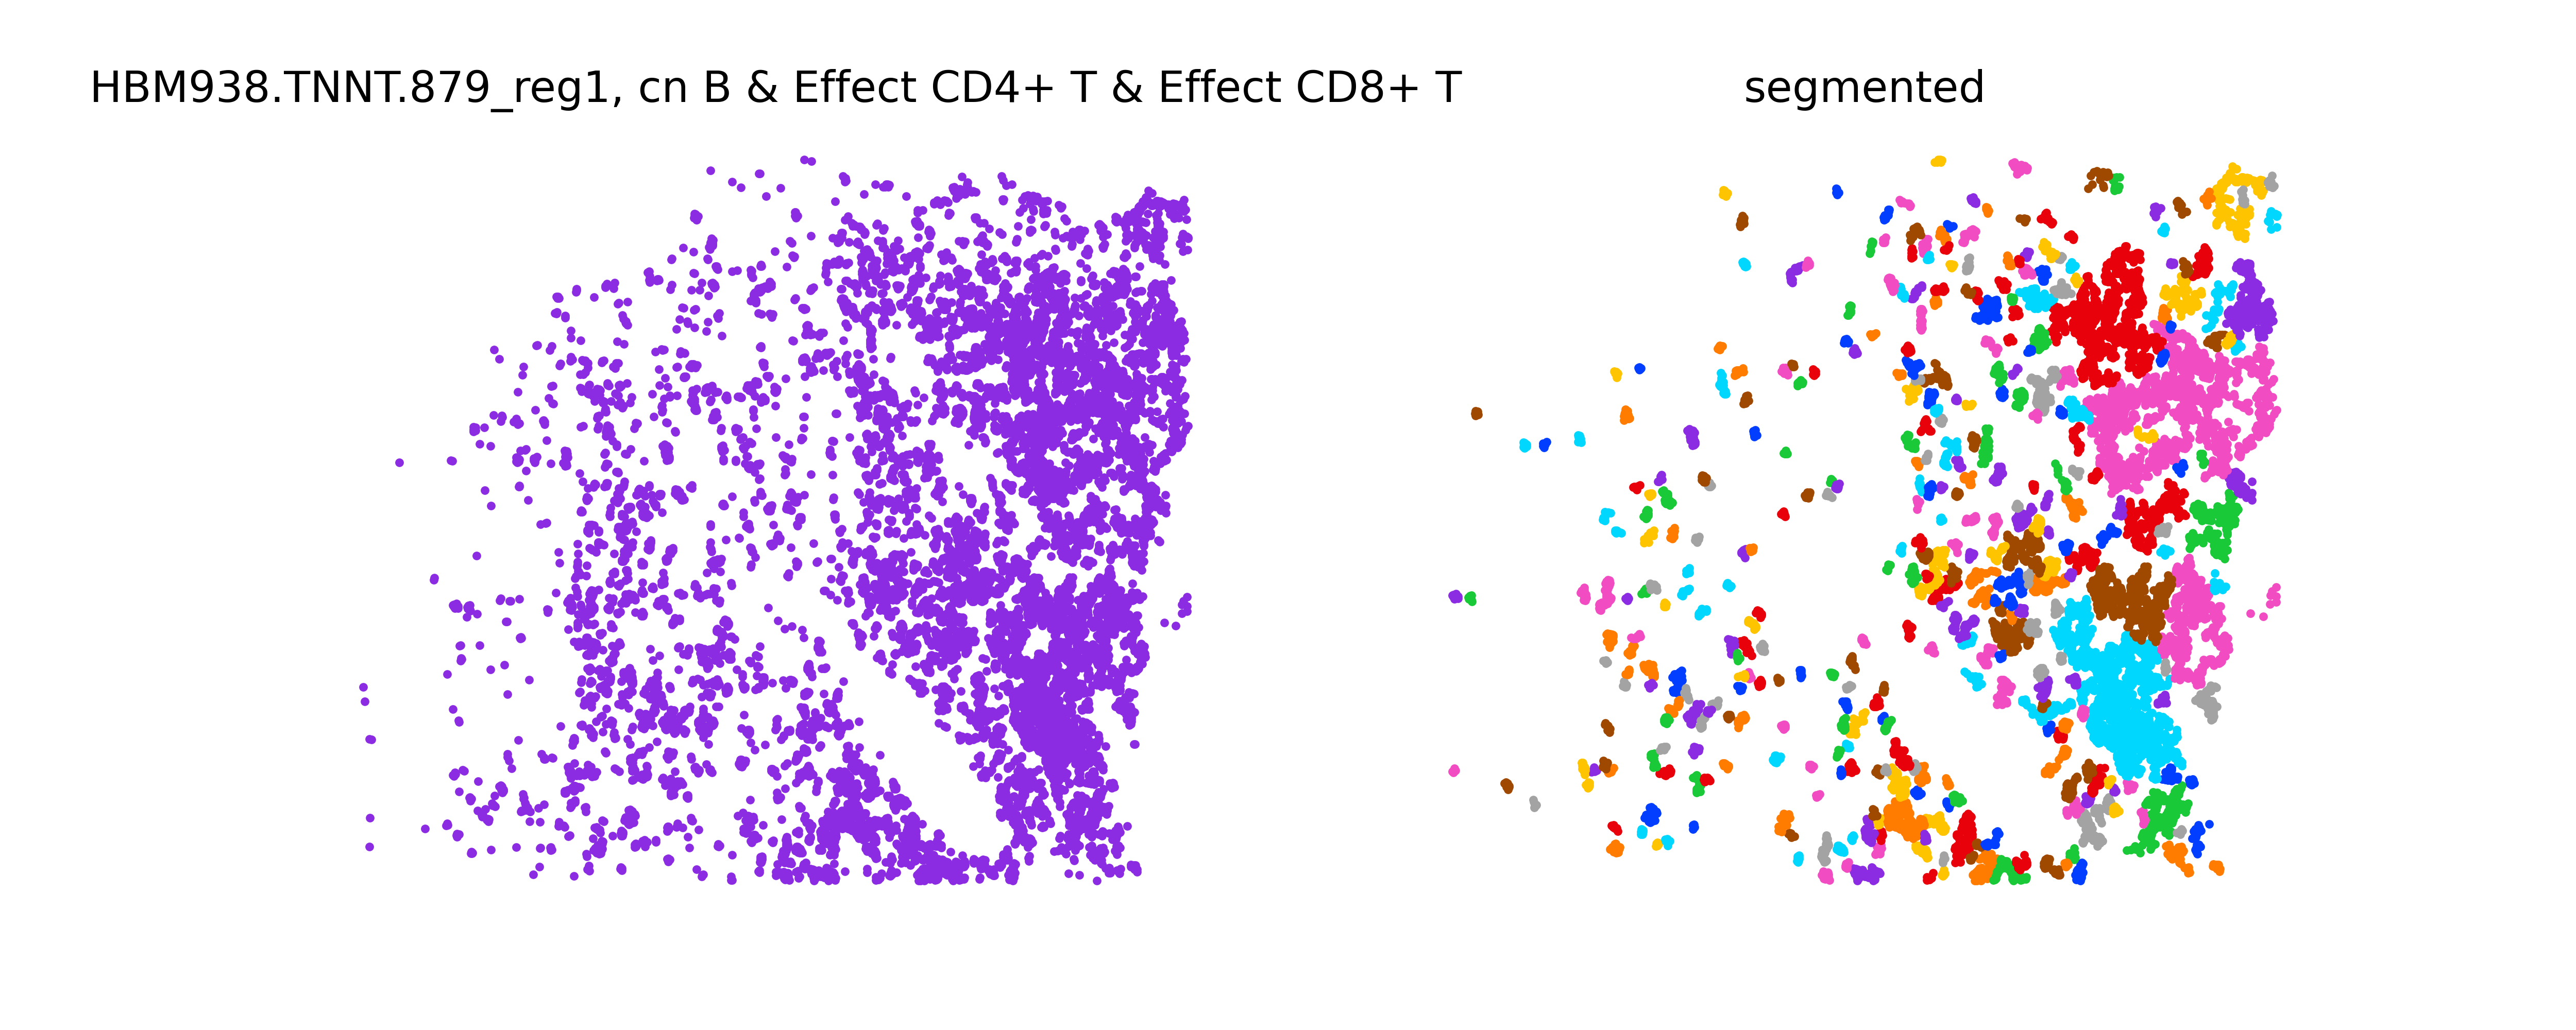 HBM938.TNNT.879_reg1, cn B & Effect CD4+ T & Effect CD8+ T
segmented